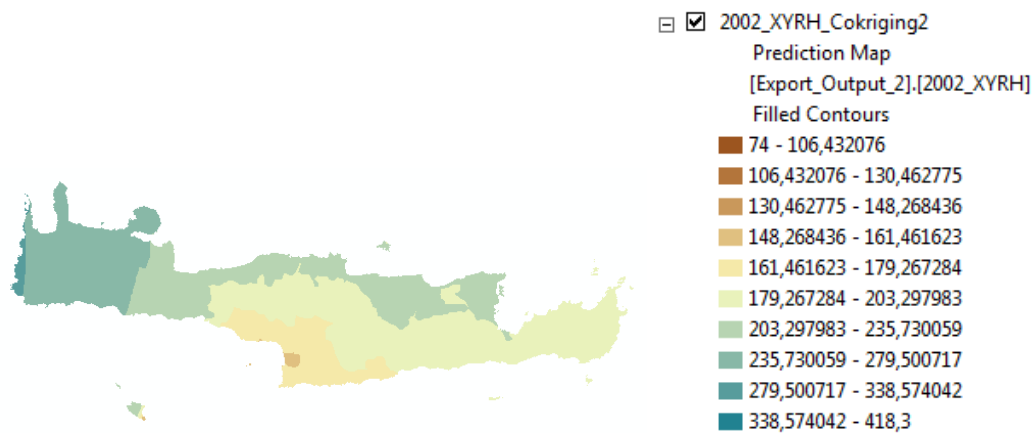 2002_XYRH_Cokriging2
Prediction Map
[Export_Output_2].[2002_XYRH]
Filled Contours
74 - 106,432076
106,432076 - 130,462775
130,462775 - 148,268436
148,268436 - 161,461623
161,461623 - 179,267284
179,267284 - 203,297983
203,297983 - 235,730059
235,730059 - 279,500717
279,500717 - 338,574042
338,574042 - 418,3